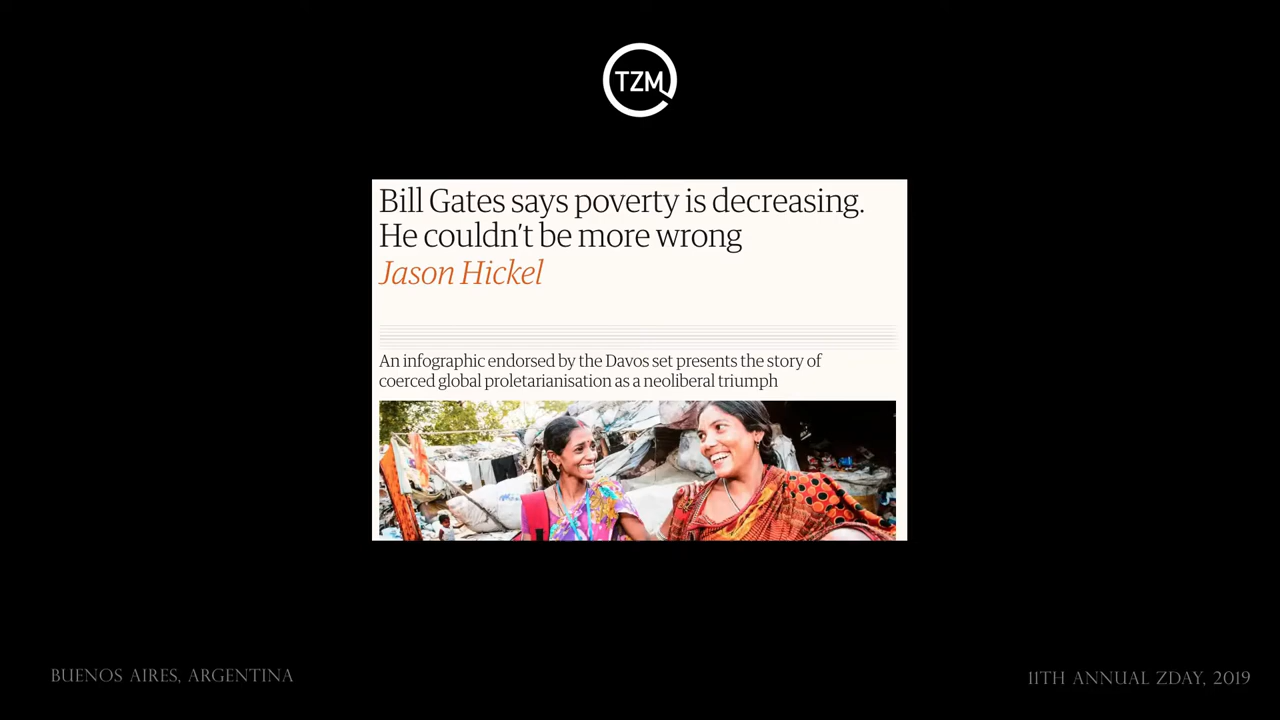 TZM
Bill Gates says poverty is decreasing.
He couldn't be more wrong
Jason Hickel
An infographic endorsed by the Davos set presents the story of
coerced global proletarianisation as a neoliberal triumph
BUENOS AIRES, ARGENTINA
11TH ANNUAL ZDAY, 2019